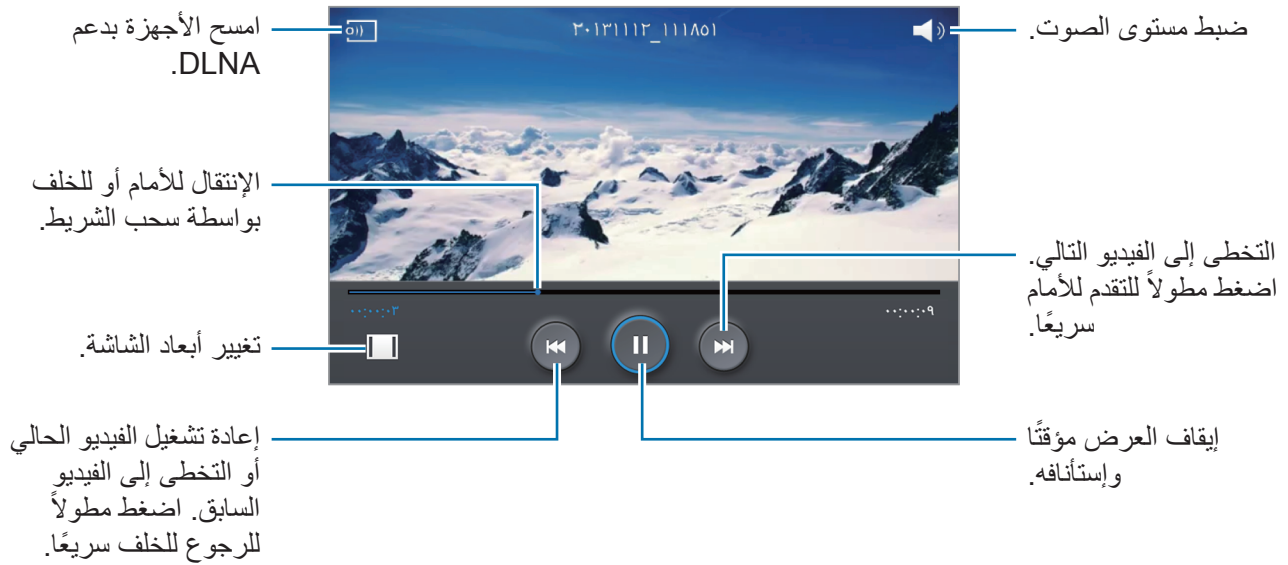 امسح الأجهزة بدعم
DLNA.
٢٠١٣١١١٣_١١١٨٥١
ضبط مستوى الصوت.
الإنتقال للأمام أو للخلف
بواسطة سحب الشريط.
التخطى إلى الفيديو التالي.
اضغط مطولاً للتقدم للأمام
سريعًا.
٠٠:٠٠:٠٣
٠٠:٠٠:٠٩
تغيير أبعاد الشاشة.
إعادة تشغيل الفيديو الحالي
أو التخطى إلى الفيديو
السابق. اضغط مطولاً
للرجوع للخلف سريعًا.
إيقاف العرض مؤقتًا
وإستأنافه.